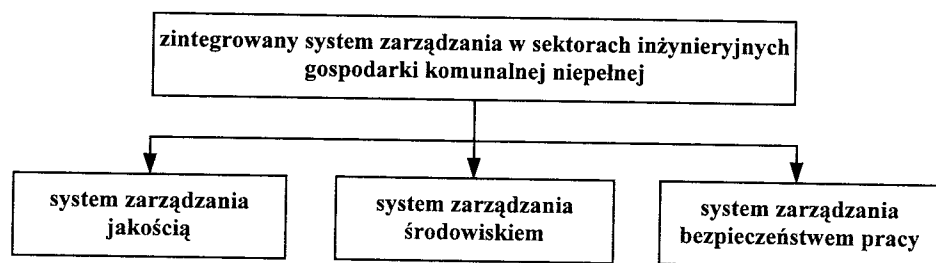 zintegrowany system zarządzania w sektorach inżynieryjnych
gospodarki komunalnej niepełnej
system zarządzania
jakością
system zarządzania
środowiskiem
system zarządzania
bezpieczeństwem pracy